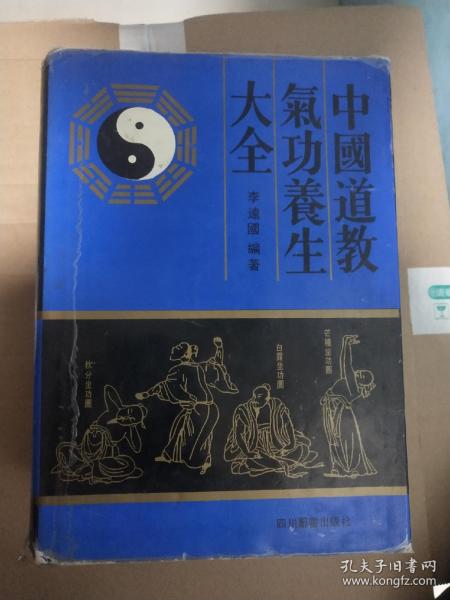 中國道教
氣功養生
大全
李遠國 編著
芒種坐功圖
白露坐功圖
秋分坐功圖
四川辭書出版社
孔夫子旧书网
www.kongfz.com